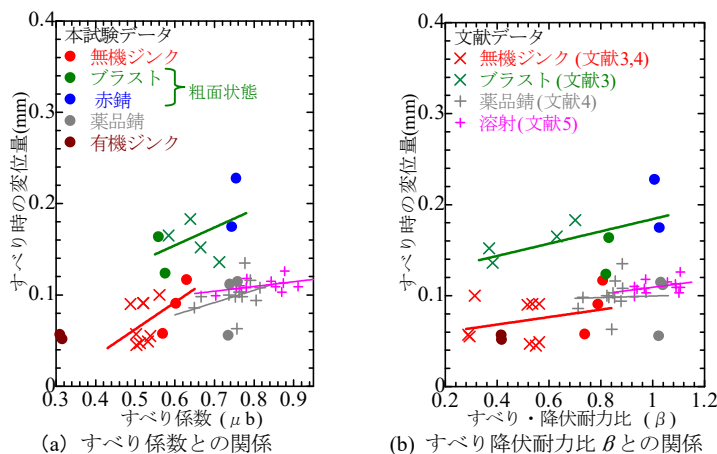 0.4
0.3
0.2
0.1
0
すべり時の変位量(mm)
本試験データ
無機ジンク
ブラスト
赤錆
粗面状態
薬品錆
有機ジンク
0.3 0.4 0.5 0.6 0.7 0.8 0.9
すべり係数 (μb)
(a) すべり係数との関係
0.4
0.3
0.2
0.1
0
すべり時の変位量(mm)
文献データ
無機ジンク (文献3,4)
ブラスト(文献3)
薬品錆(文献4)
溶射(文献5)
0.2 0.4 0.6 0.8 1.0 1.2
すべり・降伏耐力比 (β)
(b) すべり降伏耐力比βとの関係